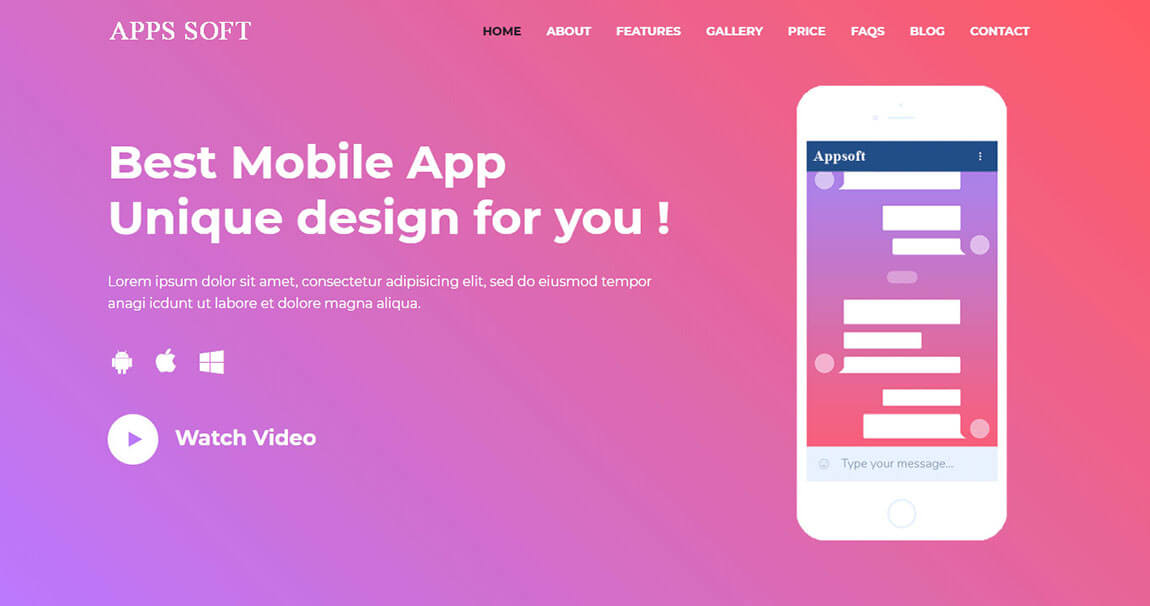 APPS SOFT
HOME ABOUT FEATURES GALLERY PRICE FAQS BLOG CONTACT
Best Mobile App
Unique design for you !
Lorem ipsum dolor sit amet, consectetur adipisicing elit, sed do eiusmod tempor
anagi icdunt ut labore et dolore magna aliqua.
Watch Video
Appsoft
Type your message...